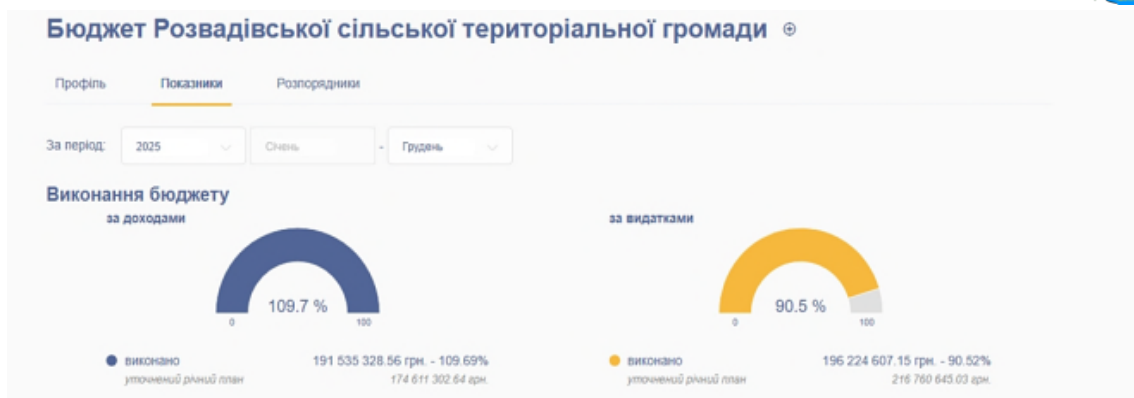 Бюджет Розвадівської сільської територіальної громади
Профіль Показники Розпорядники
За період: 2025 Січень - Грудень
Виконання бюджету
за доходами
109.7 %
0 100
виконано 191 535 328.56 грн. - 109.69%
уточнений річний план 174 611 302.64 грн.
за видатками
90.5 %
0 100
виконано 196 224 607.15 грн. - 90.52%
уточнений річний план 216 760 645.03 грн.